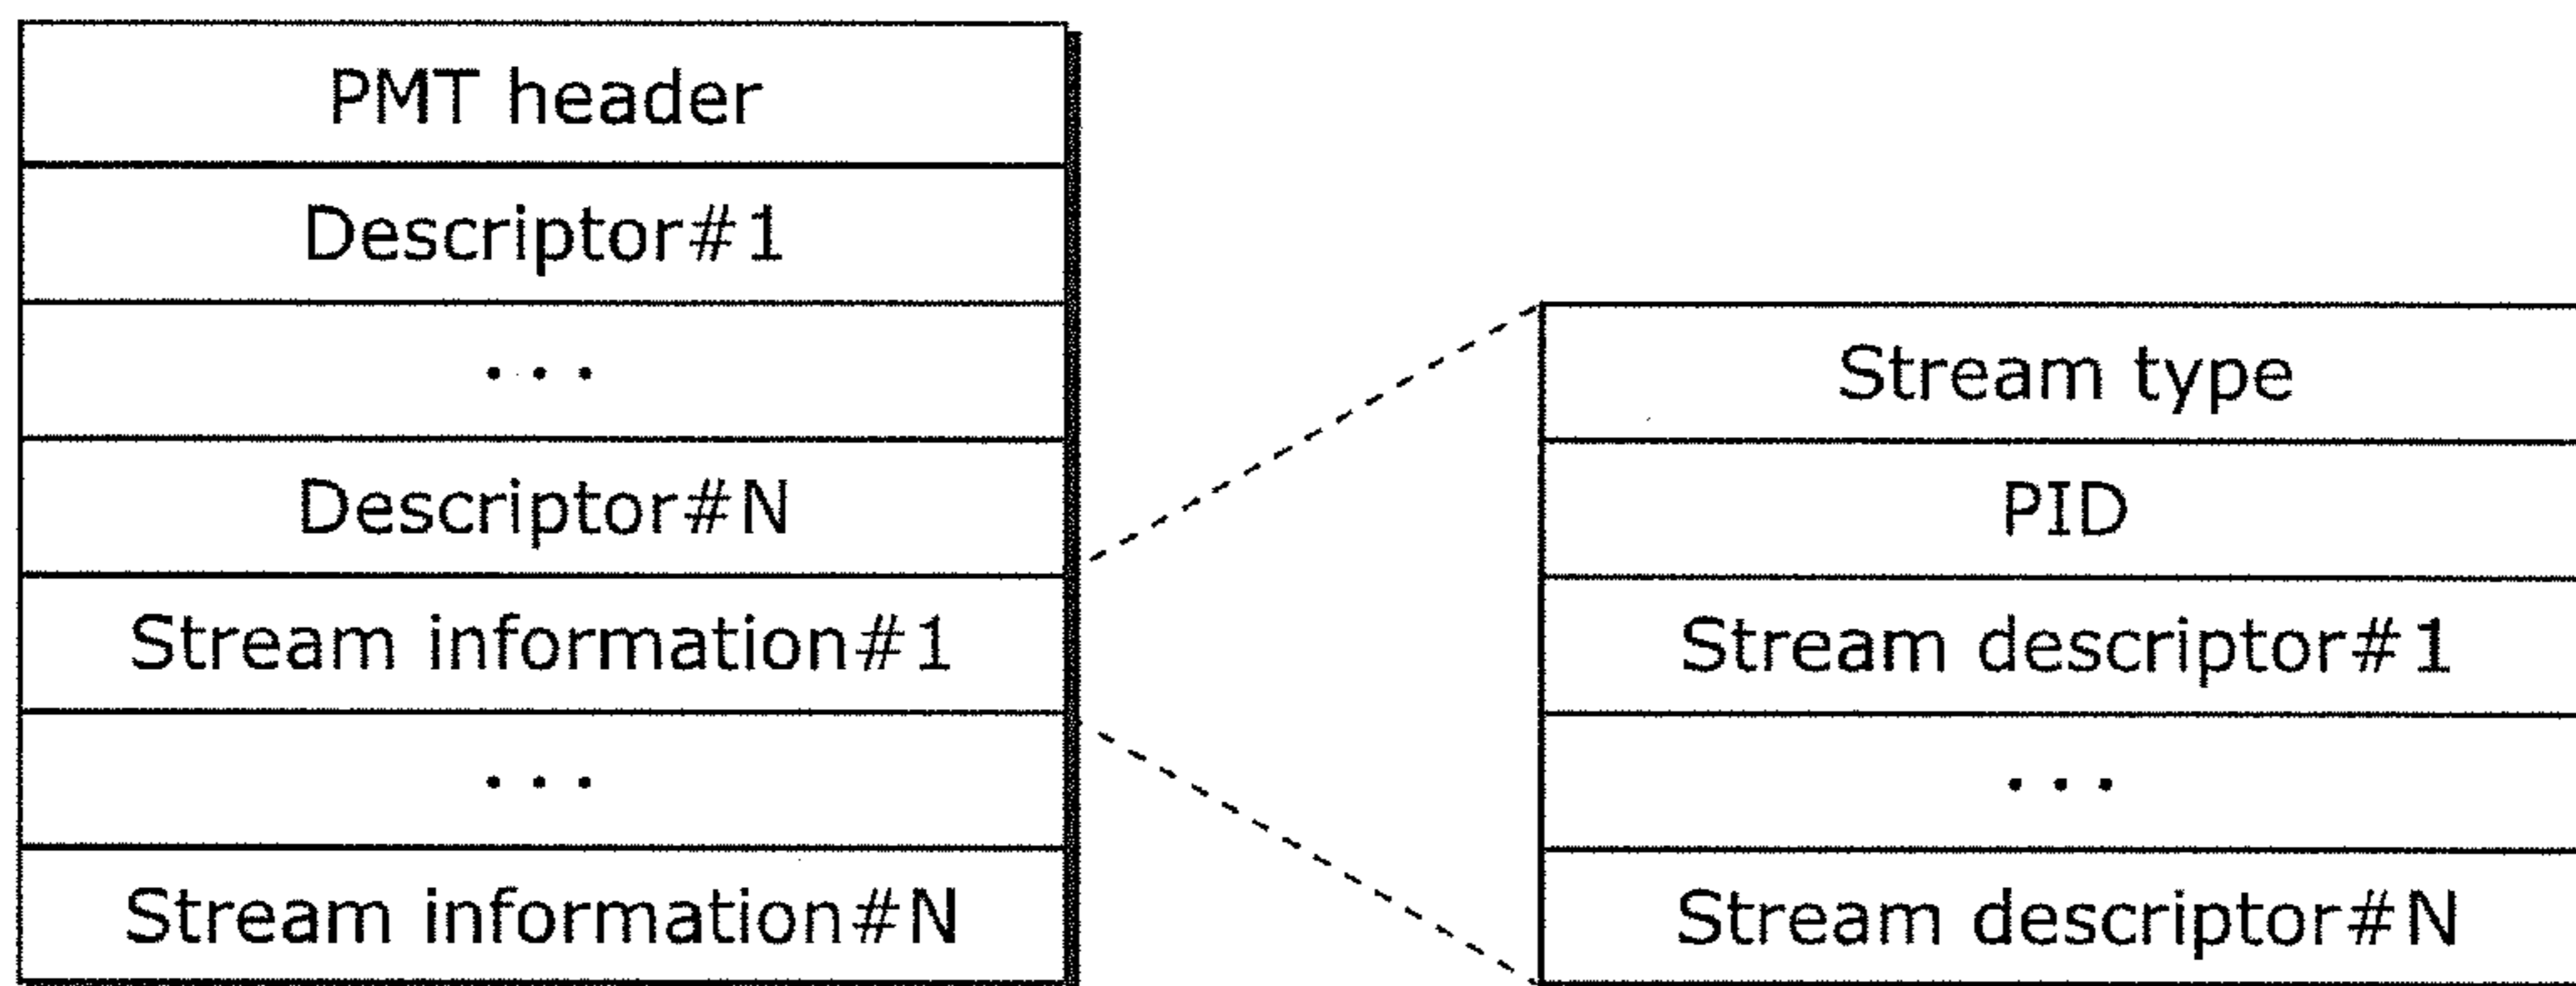 PMT header
Descriptor#1
...
Descriptor#N
Stream information#1
...
Stream information#N
Stream type
PID
Stream descriptor#1
...
Stream descriptor#N